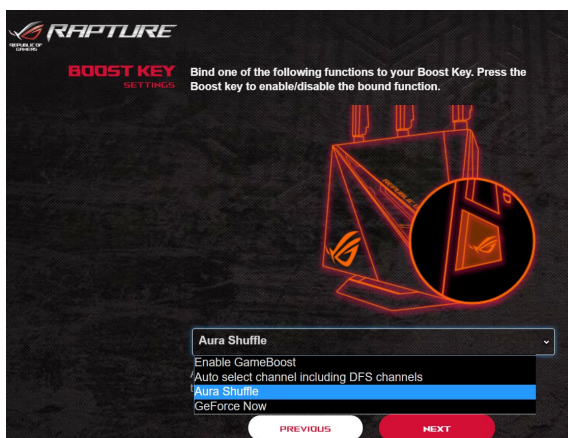 REPUBLIC OF
GAMERS
RAPTURE
BOOST KEY
SETTINGS
Bind one of the following functions to your Boost Key. Press the
Boost key to enable/disable the bound function.
REPUBLIC OF
Aura Shuffle
Enable GameBoost
Auto select channel including DFS channels
Aura Shuffle
GeForce Now
PREVIOUS
NEXT